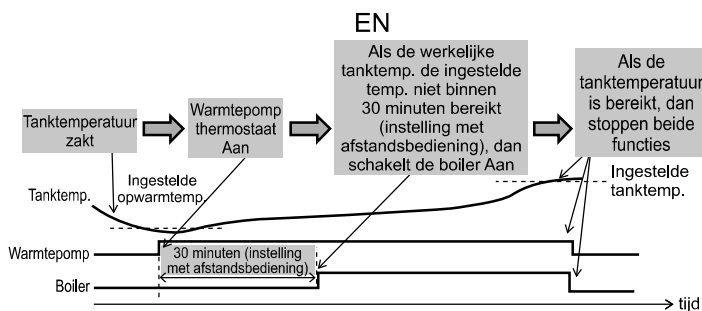 EN
Tanktemperatuur
zakt
Warmtepomp
thermostaat
Aan
Als de werkelijke
tanktemp. de ingestelde
temp. niet binnen
30 minuten bereikt
(instelling met
afstandsbediening), dan
schakelt de boiler Aan
Als de
tanktemperatuur
is bereikt, dan
stoppen beide
functies
Tanktemp.
Ingestelde
opwarmtemp.
Ingestelde
tanktemp.
Warmtepomp
30 minuten (instelling
met afstandsbediening)
Boiler
tijd